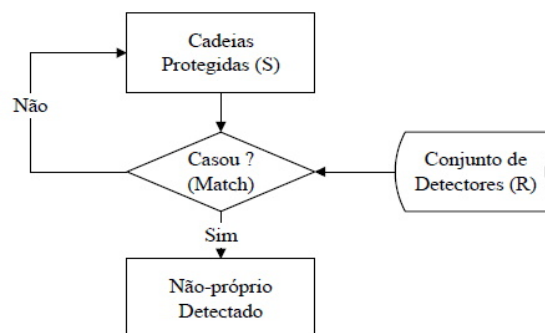 Cadeias
Protegidas (S)
Não
Casou ?
(Match)
Conjunto de
Detectores (R)
Sim
Não-próprio
Detectado